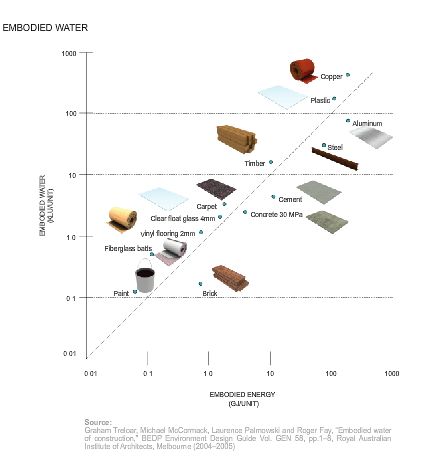 EMBODIED WATER
1000
Copper
Plastic
100
Aluminum
Steel
Timber
10
Carpet
Cement
Clear float glass 4mm
Concrete 30 MPa
vinyl flooring 2mm
1.0
Fiberglass batts
Paint
Brick
0.1
0.01
EMBODIED WATER
(KL/UNIT)
0.01 0.1 1.0 10 100 1000
EMBODIED ENERGY
(GJ/UNIT)
Source:
Graham Treloar, Michael McCormack, Laurence Palmowski and Roger Fay, "Embodied water
of construction," BEDP Environment Design Guide Vol. GEN 58, pp.1–8, Royal Australian
Institute of Architects, Melbourne (2004–2005)